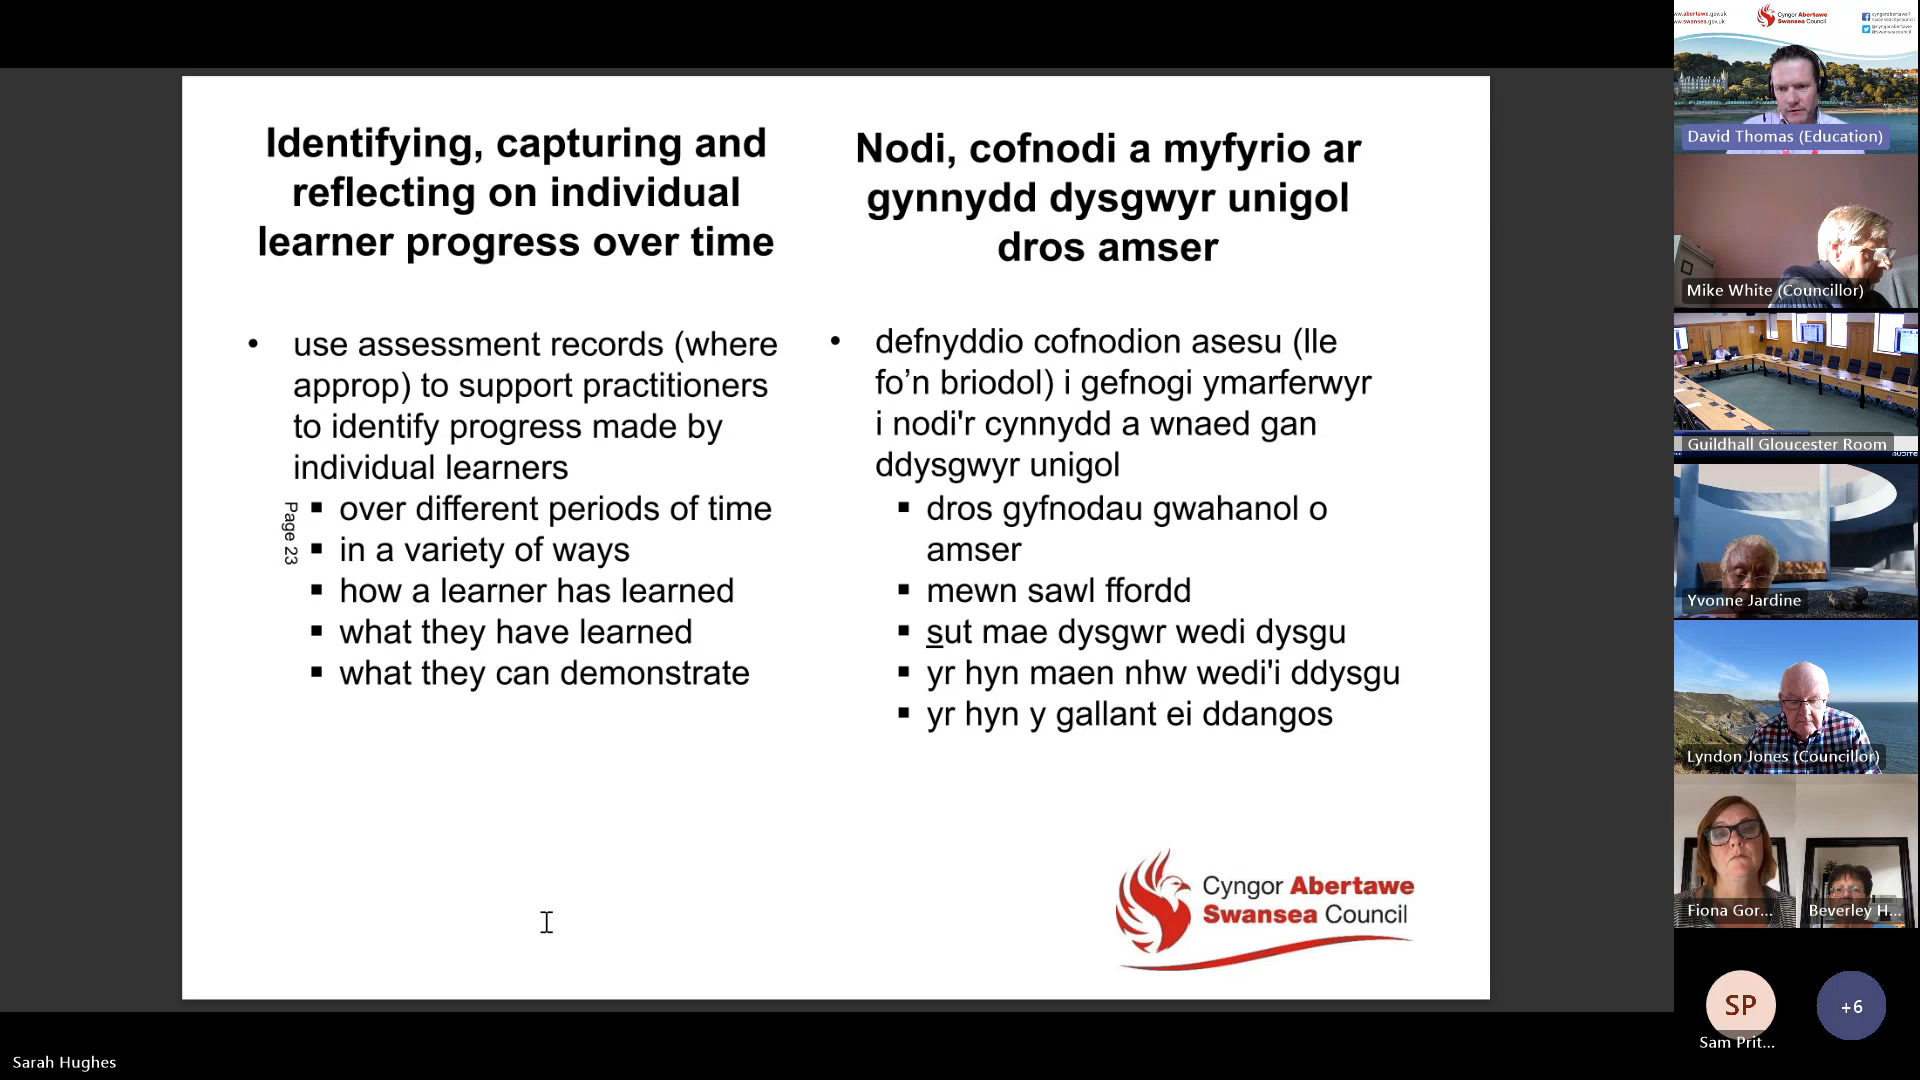 Identifying, capturing and
reflecting on individual
learner progress over time
• use assessment records (where
approp) to support practitioners
to identify progress made by
individual learners
▪ over different periods of time
▪ in a variety of ways
▪ how a learner has learned
▪ what they have learned
▪ what they can demonstrate
Page 23
Nodi, cofnodi a myfyrio ar
gynnydd dysgwyr unigol
dros amser
• defnyddio cofnodion asesu (lle
fo’n briodol) i gefnogi ymarferwyr
i nodi'r cynnydd a wnaed gan
ddysgwyr unigol
▪ dros gyfnodau gwahanol o
amser
▪ mewn sawl ffordd
▪ sut mae dysgwr wedi dysgu
▪ yr hyn maen nhw wedi'i ddysgu
▪ yr hyn y gallant ei ddangos
Cyngor Abertawe
Swansea Council
Sarah Hughes
Cyngor Abertawe
Swansea Council
David Thomas (Education)
Mike White (Councillor)
Guildhall Gloucester Room
Yvonne Jardine
Lyndon Jones (Councillor)
Fiona Gor...
Beverley H...
SP
Sam Prit...
+6